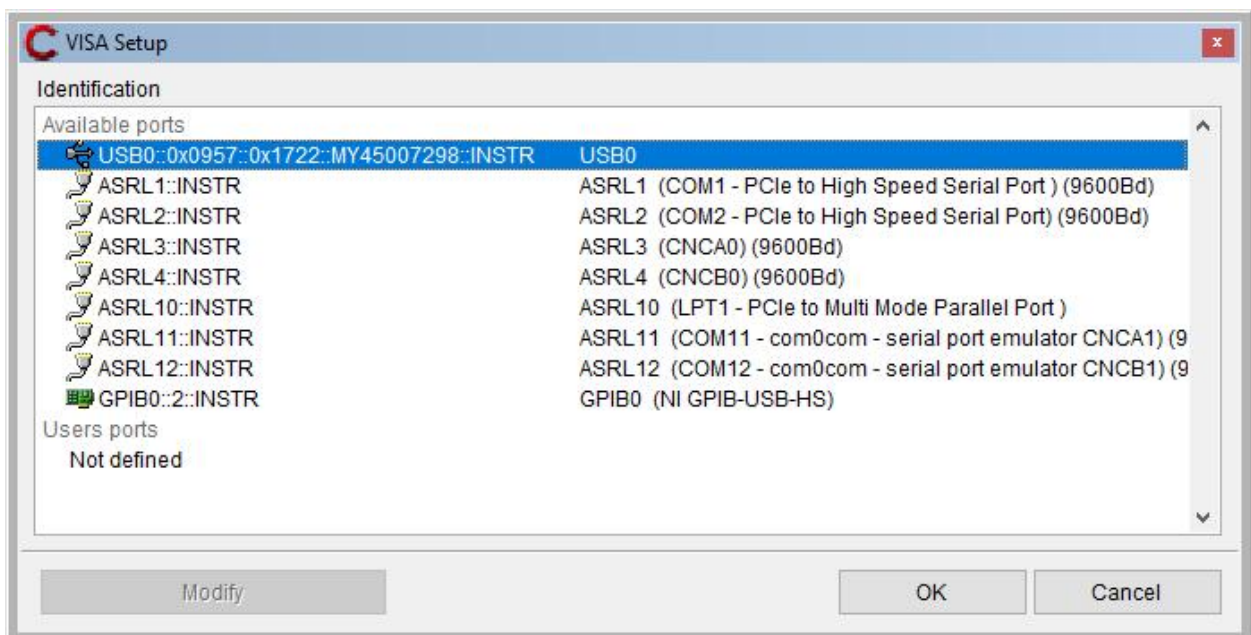 VISA Setup
Identification
Available ports
USB0::0x0957::0x1722::MY45007298::INSTR USB0
ASRL1::INSTR ASRL1 (COM1 - PCIe to High Speed Serial Port ) (9600Bd)
ASRL2::INSTR ASRL2 (COM2 - PCIe to High Speed Serial Port) (9600Bd)
ASRL3::INSTR ASRL3 (CNCA0) (9600Bd)
ASRL4::INSTR ASRL4 (CNCB0) (9600Bd)
ASRL10::INSTR ASRL10 (LPT1 - PCIe to Multi Mode Parallel Port )
ASRL11::INSTR ASRL11 (COM11 - com0com - serial port emulator CNCA1) (9
ASRL12::INSTR ASRL12 (COM12 - com0com - serial port emulator CNCB1) (9
GPIB0::2::INSTR GPIB0 (NI GPIB-USB-HS)
Users ports
Not defined
Modify OK Cancel